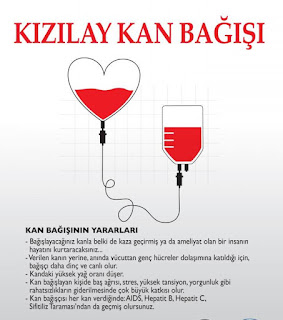 KIZILAY KAN BAĞIŞI
KAN BAĞIŞININ YARARLARI
- Bağışlayacağınız kanla belki de kaza geçirmiş ya da ameliyat olan bir insanın
hayatını kurtaracaksınız...
- Verilen kanın yerine, anında vücuttan genç hücreler dolaşımına katıldığı için,
bağışçı daha dinç ve canlı olur.
- Kandaki yüksek yağ oranı düşer.
- Kan bağışlayan kişide baş ağrısı, stres, yüksek tansiyon, yorgunluk gibi
rahatsızlıkların giderilmesinde çok büyük katkısı olur.
- Kan bağışçısı her kan verdiğinde; AIDS, Hepatit B, Hepatit C,
Sifiliz Taraması'ndan da geçmiş olursunuz.